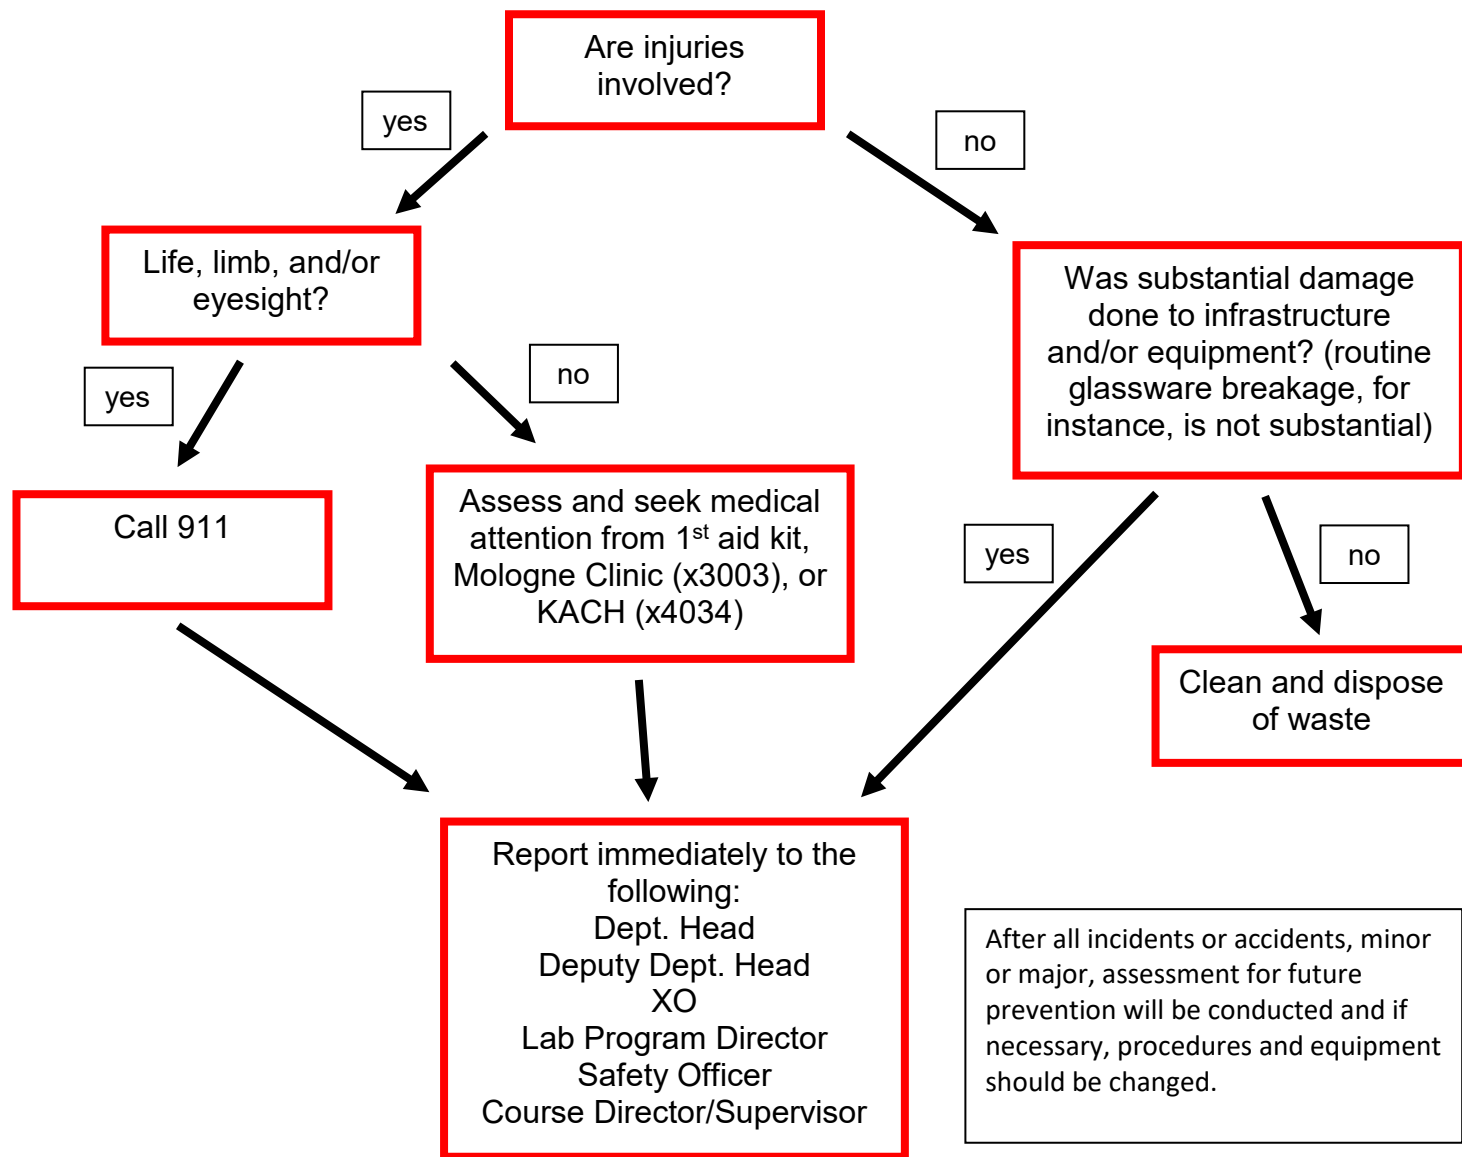 Are injuries
involved?
yes
no
Life, limb, and/or
eyesight?
Was substantial damage
done to infrastructure
and/or equipment? (routine
glassware breakage, for
instance, is not substantial)
yes
no
Call 911
Assess and seek medical
attention from 1st aid kit,
Mologne Clinic (x3003), or
KACH (x4034)
yes
no
Clean and dispose
of waste
Report immediately to the
following:
Dept. Head
Deputy Dept. Head
XO
Lab Program Director
Safety Officer
Course Director/Supervisor
After all incidents or accidents, minor
or major, assessment for future
prevention will be conducted and if
necessary, procedures and equipment
should be changed.